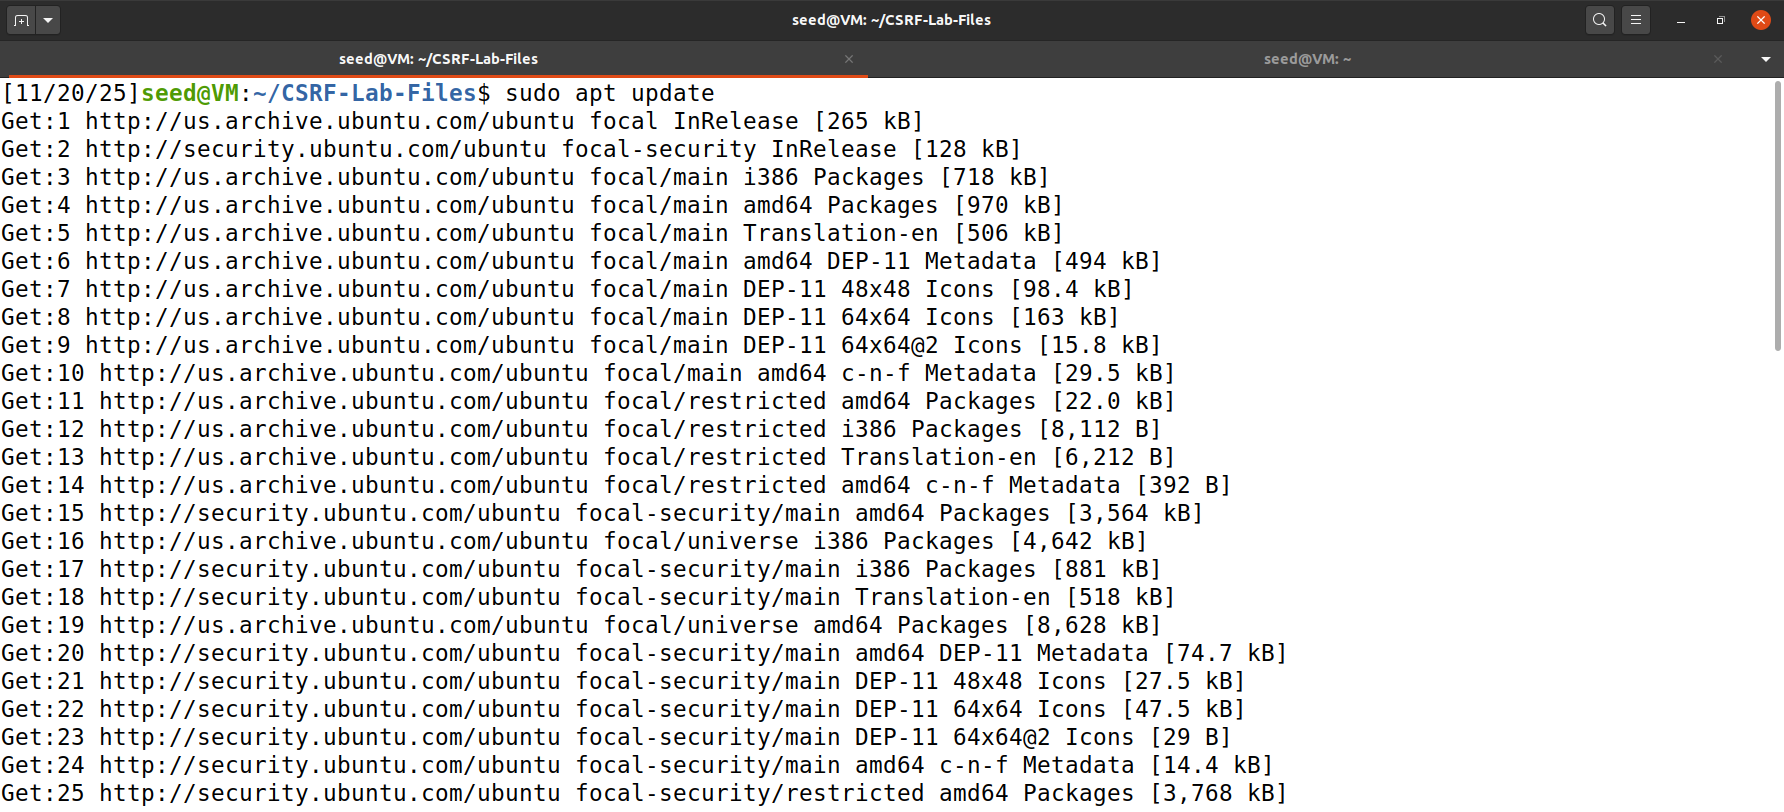 seed@VM: ~/CSRF-Lab-Files
seed@VM: ~/CSRF-Lab-Files
seed@VM: ~
[11/20/25]seed@VM:~/CSRF-Lab-Files$ sudo apt update
Get:1 http://us.archive.ubuntu.com/ubuntu focal InRelease [265 kB]
Get:2 http://security.ubuntu.com/ubuntu focal-security InRelease [128 kB]
Get:3 http://us.archive.ubuntu.com/ubuntu focal/main i386 Packages [718 kB]
Get:4 http://us.archive.ubuntu.com/ubuntu focal/main amd64 Packages [970 kB]
Get:5 http://us.archive.ubuntu.com/ubuntu focal/main Translation-en [506 kB]
Get:6 http://us.archive.ubuntu.com/ubuntu focal/main amd64 DEP-11 Metadata [494 kB]
Get:7 http://us.archive.ubuntu.com/ubuntu focal/main DEP-11 48x48 Icons [98.4 kB]
Get:8 http://us.archive.ubuntu.com/ubuntu focal/main DEP-11 64x64 Icons [163 kB]
Get:9 http://us.archive.ubuntu.com/ubuntu focal/main DEP-11 64x64@2 Icons [15.8 kB]
Get:10 http://us.archive.ubuntu.com/ubuntu focal/main amd64 c-n-f Metadata [29.5 kB]
Get:11 http://us.archive.ubuntu.com/ubuntu focal/restricted amd64 Packages [22.0 kB]
Get:12 http://us.archive.ubuntu.com/ubuntu focal/restricted i386 Packages [8,112 B]
Get:13 http://us.archive.ubuntu.com/ubuntu focal/restricted Translation-en [6,212 B]
Get:14 http://us.archive.ubuntu.com/ubuntu focal/restricted amd64 c-n-f Metadata [392 B]
Get:15 http://security.ubuntu.com/ubuntu focal-security/main amd64 Packages [3,564 kB]
Get:16 http://us.archive.ubuntu.com/ubuntu focal/universe i386 Packages [4,642 kB]
Get:17 http://security.ubuntu.com/ubuntu focal-security/main i386 Packages [881 kB]
Get:18 http://security.ubuntu.com/ubuntu focal-security/main Translation-en [518 kB]
Get:19 http://us.archive.ubuntu.com/ubuntu focal/universe amd64 Packages [8,628 kB]
Get:20 http://security.ubuntu.com/ubuntu focal-security/main amd64 DEP-11 Metadata [74.7 kB]
Get:21 http://security.ubuntu.com/ubuntu focal-security/main DEP-11 48x48 Icons [27.5 kB]
Get:22 http://security.ubuntu.com/ubuntu focal-security/main DEP-11 64x64 Icons [47.5 kB]
Get:23 http://security.ubuntu.com/ubuntu focal-security/main DEP-11 64x64@2 Icons [29 B]
Get:24 http://security.ubuntu.com/ubuntu focal-security/main amd64 c-n-f Metadata [14.4 kB]
Get:25 http://security.ubuntu.com/ubuntu focal-security/restricted amd64 Packages [3,768 kB]